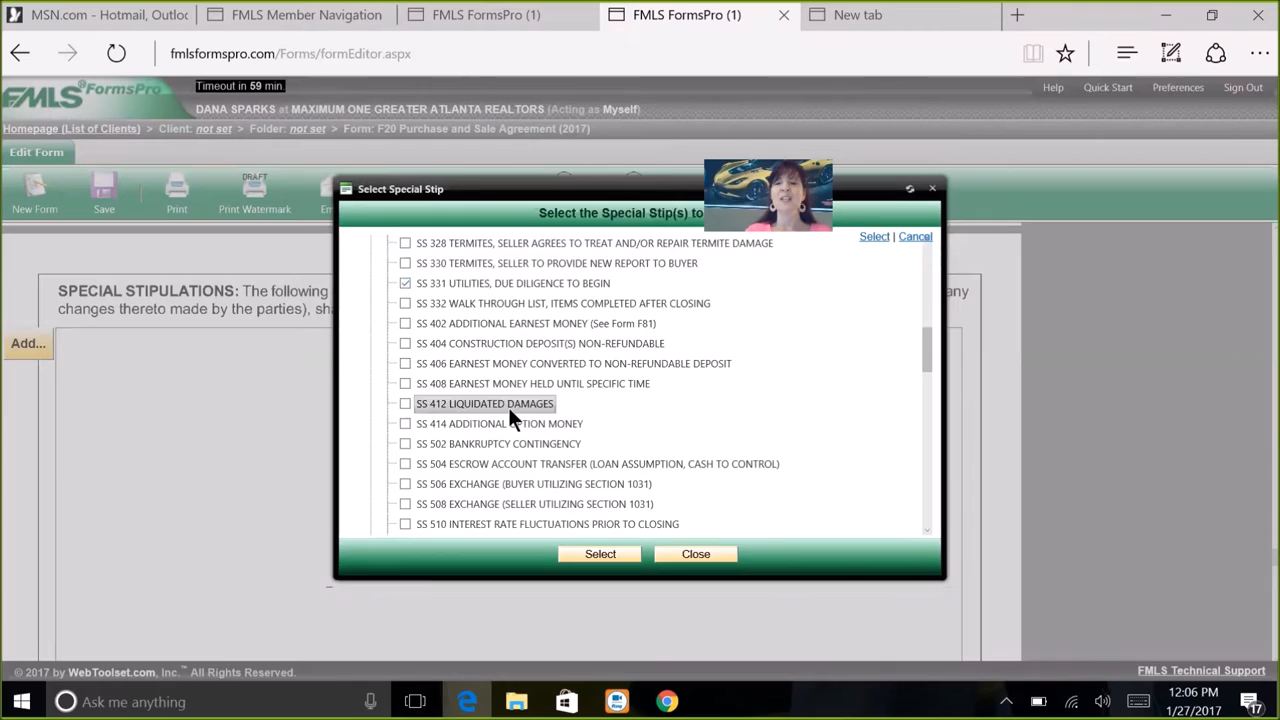 MSN.com - Hotmail, Outloc
FMLS Member Navigation
FMLS FormsPro (1)
FMLS FormsPro (1)
New tab
fmlsformspro.com/Forms/formEditor.aspx
FMLS FormsPro
Timeout in 59 min.
DANA SPARKS at MAXIMUM ONE GREATER ATLANTA REALTORS (Acting as Myself)
Help Quick Start Preferences Sign Out
Homepage (List of Clients) > Client: not set > Folder: not set > Form: F20 Purchase and Sale Agreement (2017)
Edit Form
DRAFT
New Form Save Print Print Watermark Em
Select Special Stip
Select the Special Stip(s) to
Select | Cancel
SS 328 TERMITES, SELLER AGREES TO TREAT AND/OR REPAIR TERMITE DAMAGE
SS 330 TERMITES, SELLER TO PROVIDE NEW REPORT TO BUYER
SS 331 UTILITIES, DUE DILIGENCE TO BEGIN
SS 332 WALK THROUGH LIST, ITEMS COMPLETED AFTER CLOSING
SS 402 ADDITIONAL EARNEST MONEY (See Form F81)
SS 404 CONSTRUCTION DEPOSIT(S) NON-REFUNDABLE
SS 406 EARNEST MONEY CONVERTED TO NON-REFUNDABLE DEPOSIT
SS 408 EARNEST MONEY HELD UNTIL SPECIFIC TIME
SS 412 LIQUIDATED DAMAGES
SS 414 ADDITIONAL OPTION MONEY
SS 502 BANKRUPTCY CONTINGENCY
SS 504 ESCROW ACCOUNT TRANSFER (LOAN ASSUMPTION, CASH TO CONTROL)
SS 506 EXCHANGE (BUYER UTILIZING SECTION 1031)
SS 508 EXCHANGE (SELLER UTILIZING SECTION 1031)
SS 510 INTEREST RATE FLUCTUATIONS PRIOR TO CLOSING
Select Close
SPECIAL STIPULATIONS: The following any
changes thereto made by the parties), sh
Add...
© 2017 by WebToolset.com, Inc.™ All Rights Reserved.
FMLS Technical Support
Ask me anything
12:06 PM
1/27/2017
17